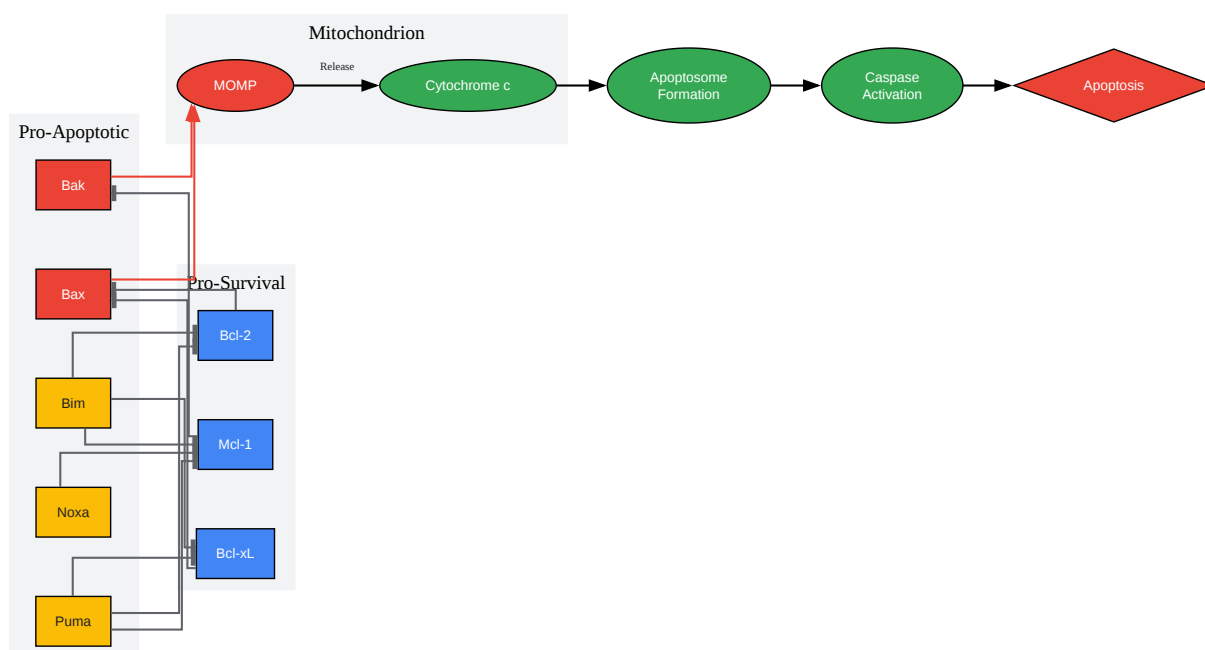 Mitochondrion
MOMP
Release
Cytochrome c
Apoptosome
Formation
Caspase
Activation
Apoptosis
Pro-Apoptotic
Bak
Bax
Bim
Noxa
Puma
Pro-Survival
Bcl-2
Mcl-1
Bcl-xL